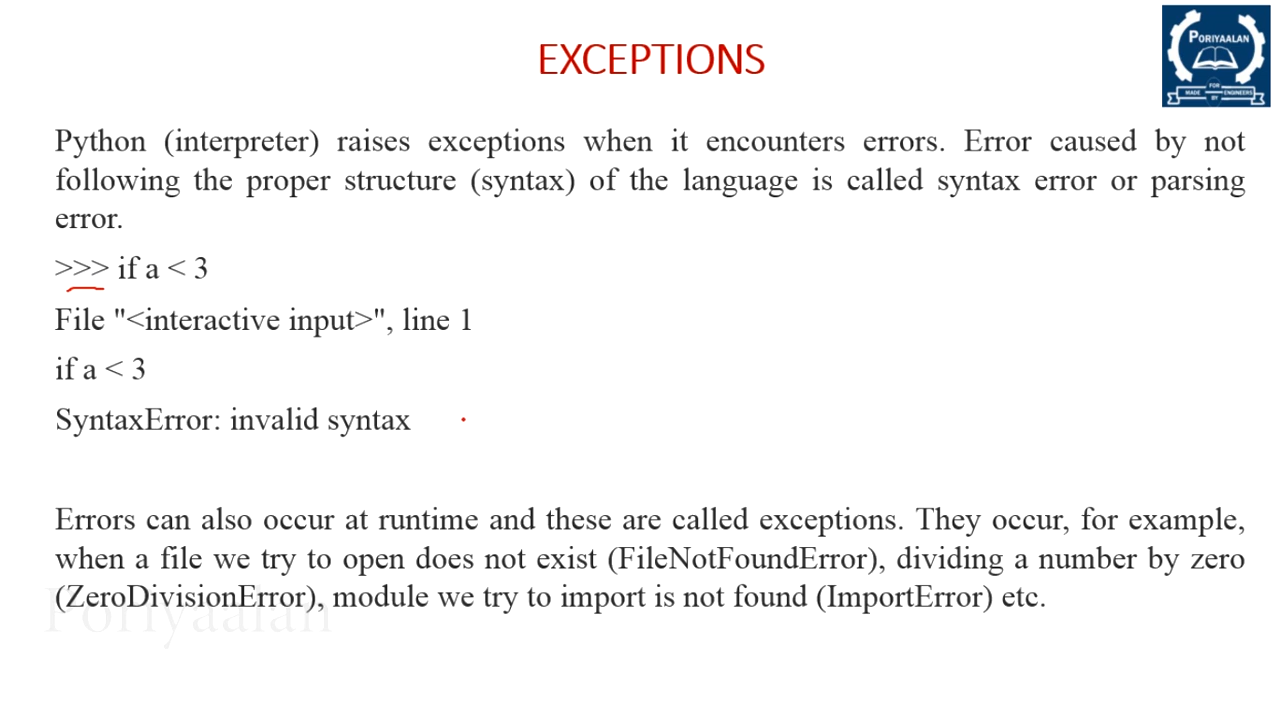 EXCEPTIONS
PORIYAALAN
FOR
MADE
ENGINEERS
BY
Python (interpreter) raises exceptions when it encounters errors. Error caused by not
following the proper structure (syntax) of the language is called syntax error or parsing
error.
>>> if a < 3
File "<interactive input>", line 1
if a < 3
SyntaxError: invalid syntax
Errors can also occur at runtime and these are called exceptions. They occur, for example,
when a file we try to open does not exist (FileNotFoundError), dividing a number by zero
(ZeroDivisionError), module we try to import is not found (ImportError) etc.
Poriyaalan